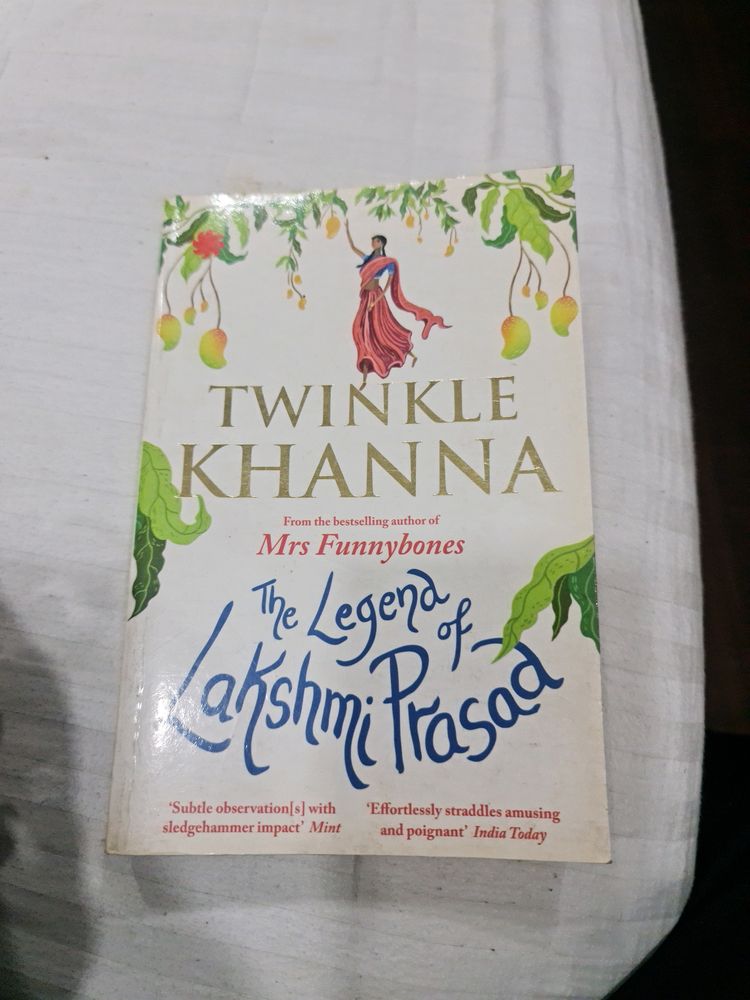 TWINKLE
KHANNA
From the bestselling author of
Mrs Funnybones
The Legend
of
Lakshmi Prasad
'Subtle observation[s] with
sledgehammer impact' Mint
'Effortlessly straddles amusing
and poignant' India Today